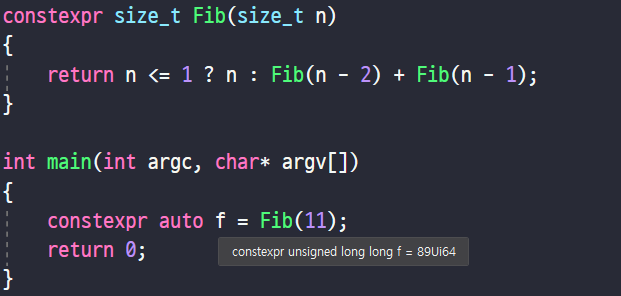 constexpr size_t Fib(size_t n)
{
    return n <= 1 ? n : Fib(n - 2) + Fib(n - 1);
}

int main(int argc, char* argv[])
{
    constexpr auto f = Fib(11);
    return 0;
constexpr unsigned long long f = 89Ui64
}